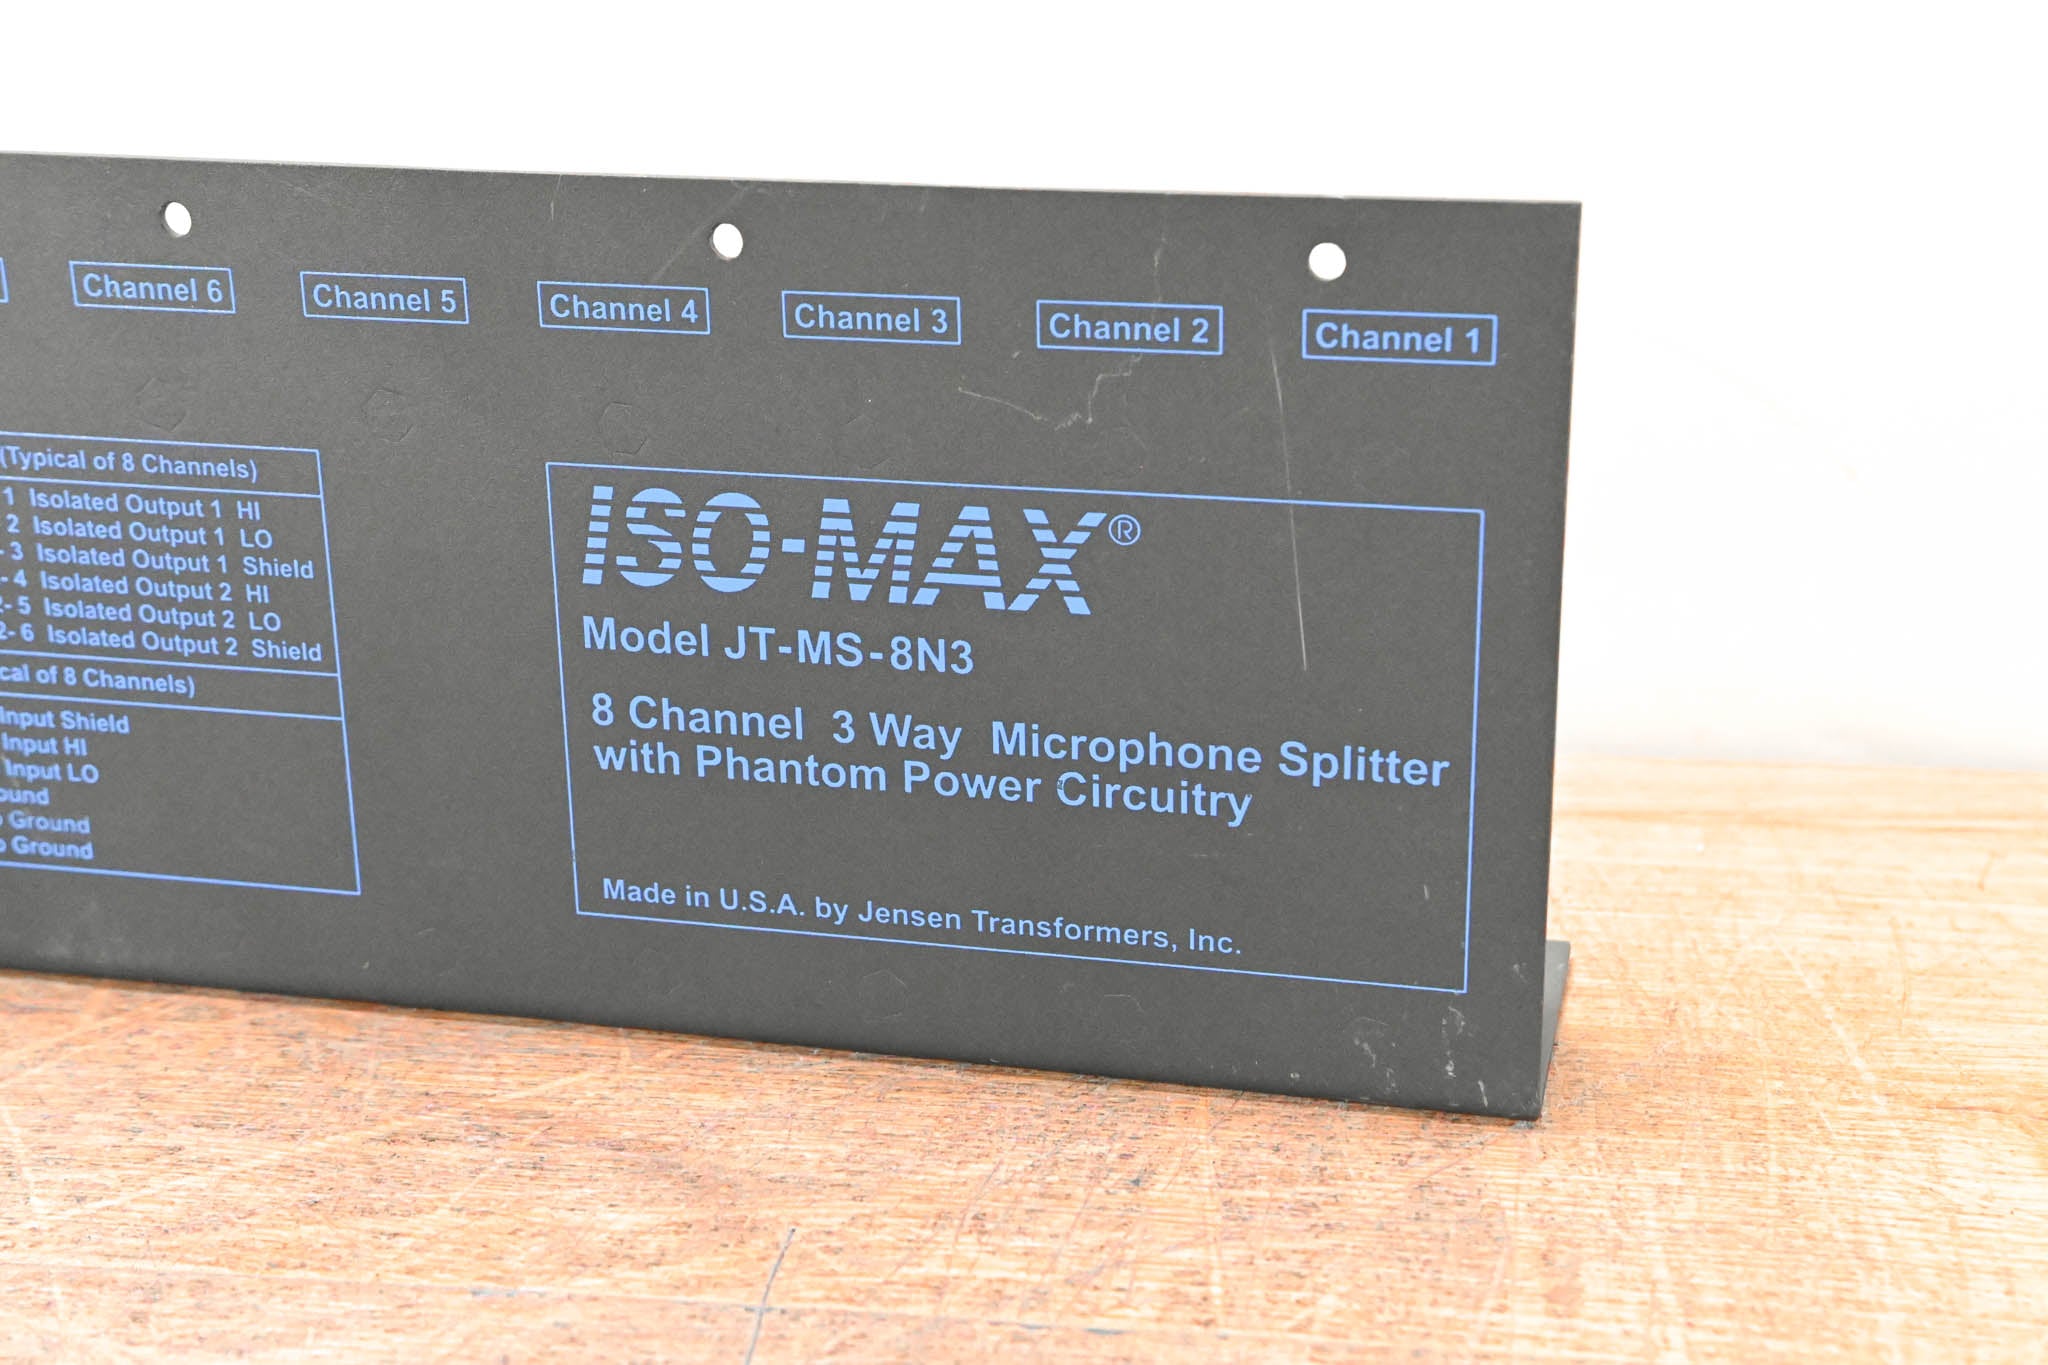 Channel 6
Channel 5
Channel 4
Channel 3
Channel 2
Channel 1
(Typical of 8 Channels)
1 Isolated Output 1 HI
2 Isolated Output 1 LO
- 3 Isolated Output 1 Shield
- 4 Isolated Output 2 HI
2- 5 Isolated Output 2 LO
2- 6 Isolated Output 2 Shield
of 8 Channels)
Input Shield
Input HI
Input LO
Ground
Ground
ISO-MAX®
Model JT-MS-8N3
8 Channel 3 Way Microphone Splitter
with Phantom Power Circuitry
Made in U.S.A. by Jensen Transformers, Inc.